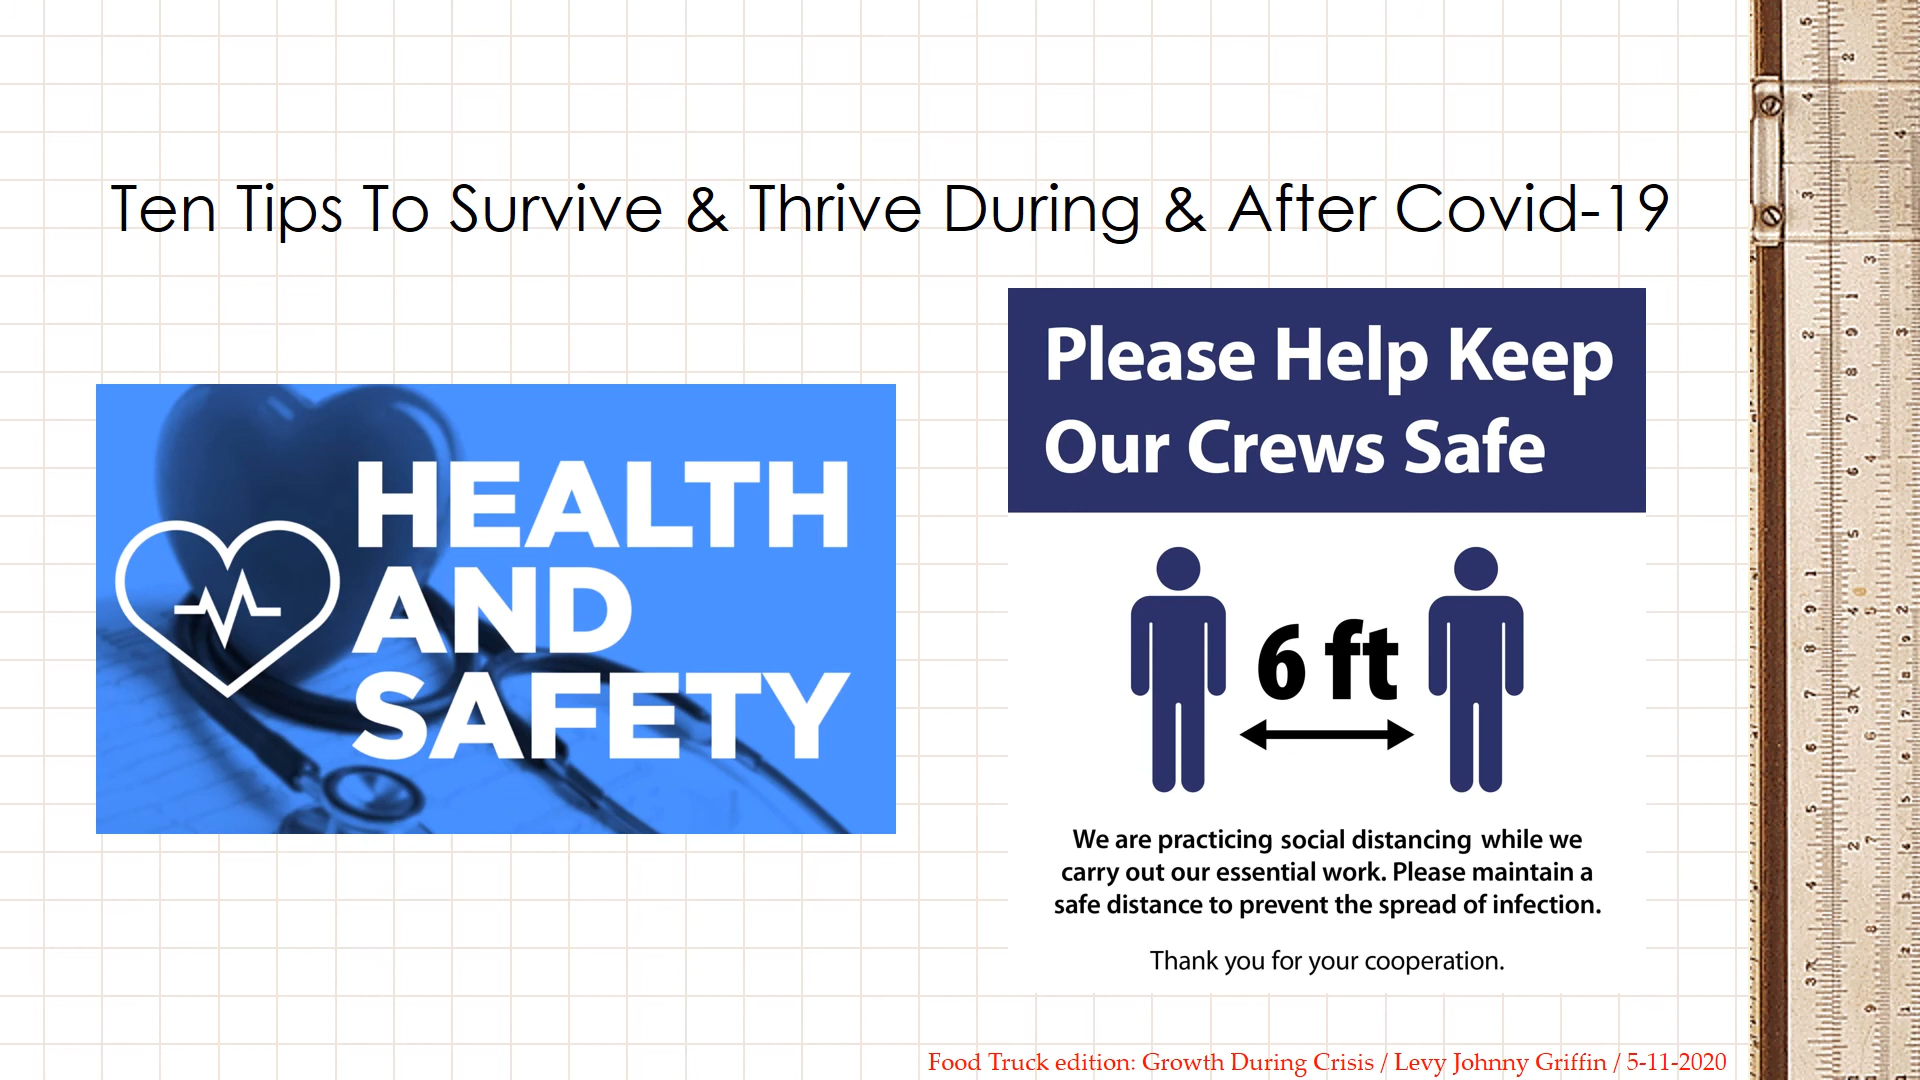 Ten Tips To Survive & Thrive During & After Covid-19
HEALTH
AND
SAFETY
Please Help Keep
Our Crews Safe
6 ft
We are practicing social distancing while we
carry out our essential work. Please maintain a
safe distance to prevent the spread of infection.
Thank you for your cooperation.
Food Truck edition: Growth During Crisis / Levy Johnny Griffin / 5-11-2020